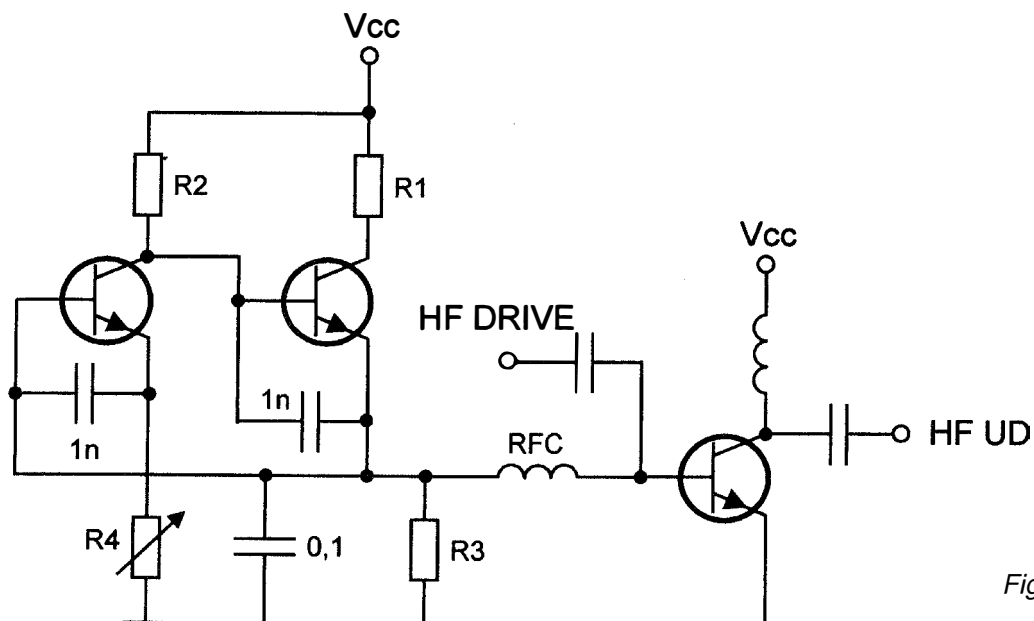 Vcc
R2
R1
Vcc
HF DRIVE
1n
1n
RFC
HF UD
R4
0,1
R3
Fig